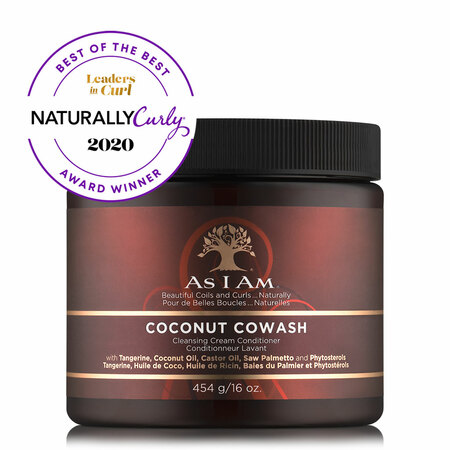 BEST OF THE BEST
Leaders
in Curl
NATURALLYCurly®
2020
AWARD WINNER
AS I AM®
Beautiful Coils and Curls...Naturally
Pour de Belles Boucles...Naturelles
COCONUT COWASH
Cleansing Cream Conditioner
Conditionneur Lavant
with Tangerine, Coconut Oil, Castor Oil, Saw Palmetto and Phytosterols
Tangerine, Huile de Coco, Huile de Ricin, Baies du Palmier et Phytostérols
454 g/16 oz.